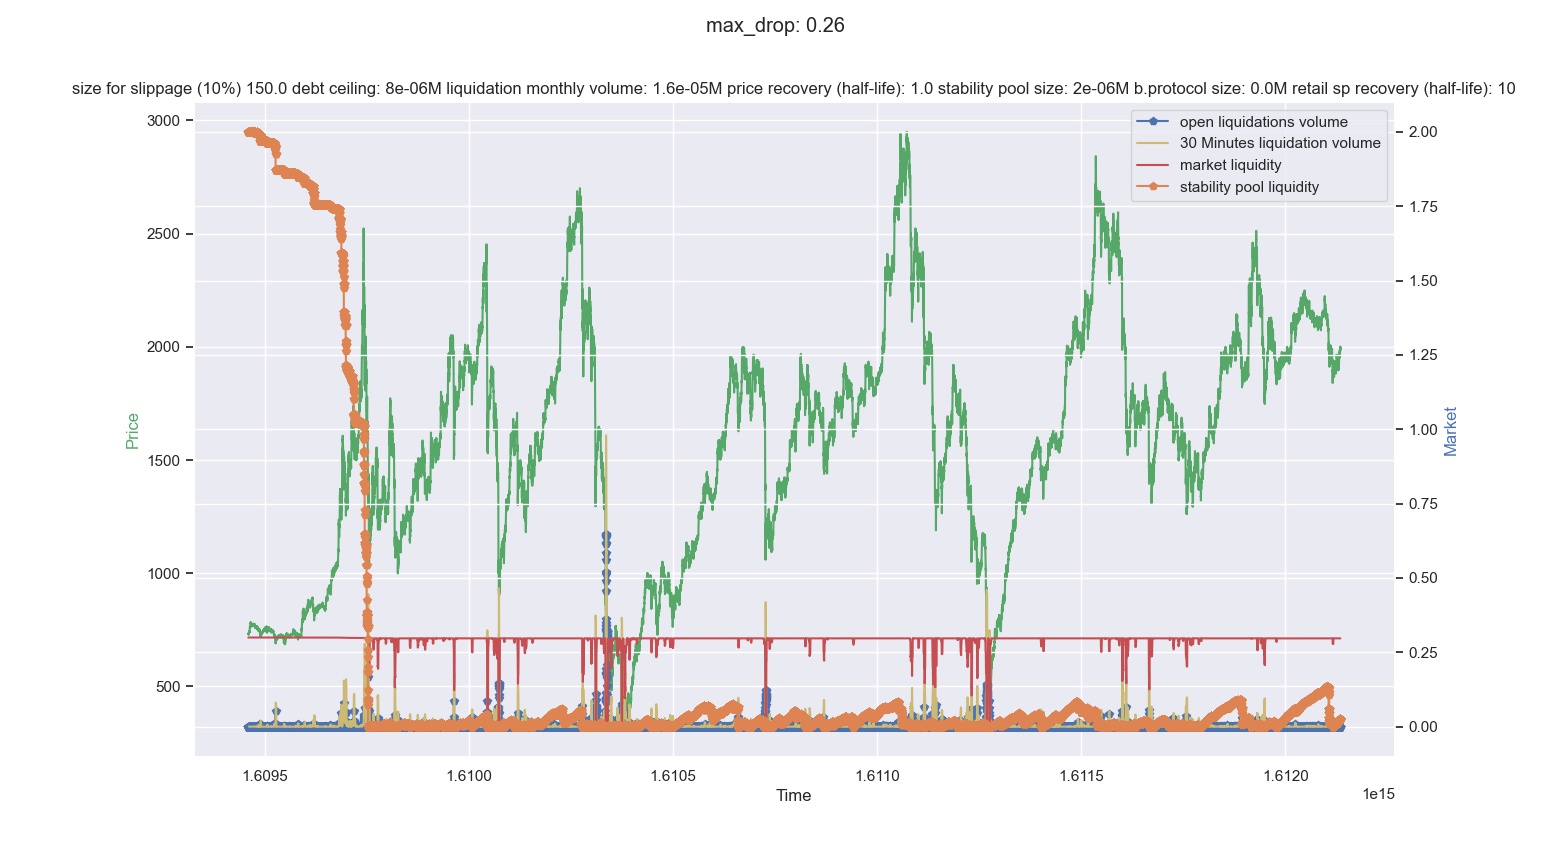 max_drop: 0.26
size for slippage (10%) 150.0 debt ceiling: 8e-06M liquidation monthly volume: 1.6e-05M price recovery (half-life): 1.0 stability pool size: 2e-06M b.protocol size: 0.0M retail sp recovery (half-life): 10
open liquidations volume
30 Minutes liquidation volume
market liquidity
stability pool liquidity
3000
2500
2000
1500
1000
500
Price
2.00
1.75
1.50
1.25
1.00
0.75
0.50
0.25
0.00
Market
1.6095 1.6100 1.6105 1.6110 1.6115 1.6120
Time
1e15